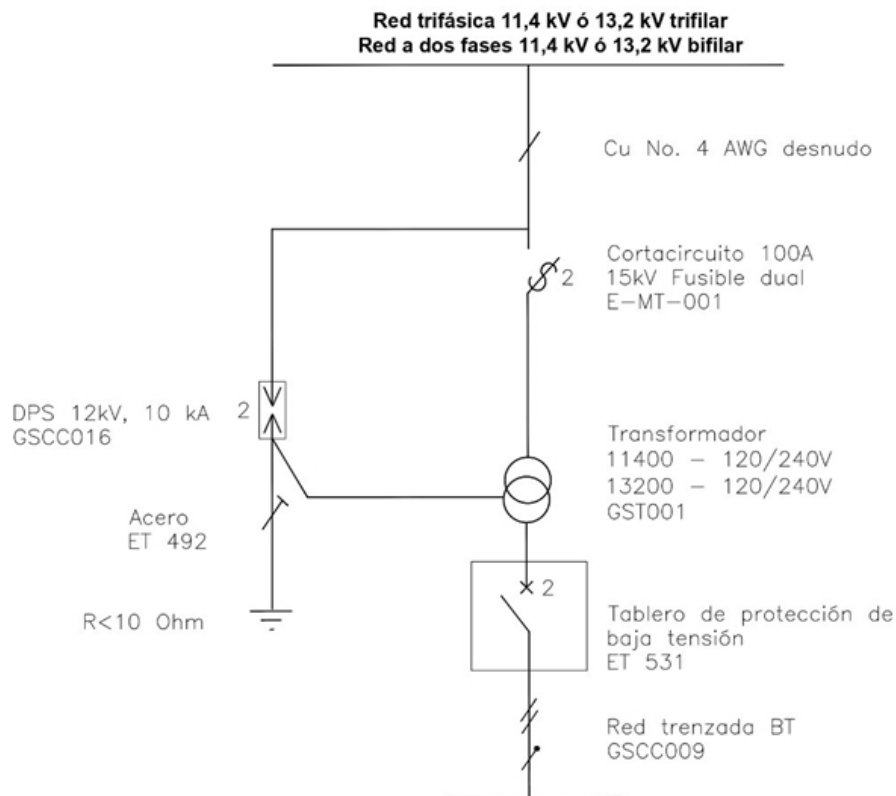 Red trifásica 11,4 kV ó 13,2 kV trifilar
Red a dos fases 11,4 kV ó 13,2 kV bifilar
Cu No. 4 AWG desnudo
Cortacircuito 100A
15kV Fusible dual
E-MT-001
2
DPS 12kV, 10 kA
GSCC016
2
Transformador
11400 - 120/240V
13200 - 120/240V
GST001
Acero
ET 492
R<10 Ohm
2
Tablero de protección de
baja tensión
ET 531
Red trenzada BT
GSCC009